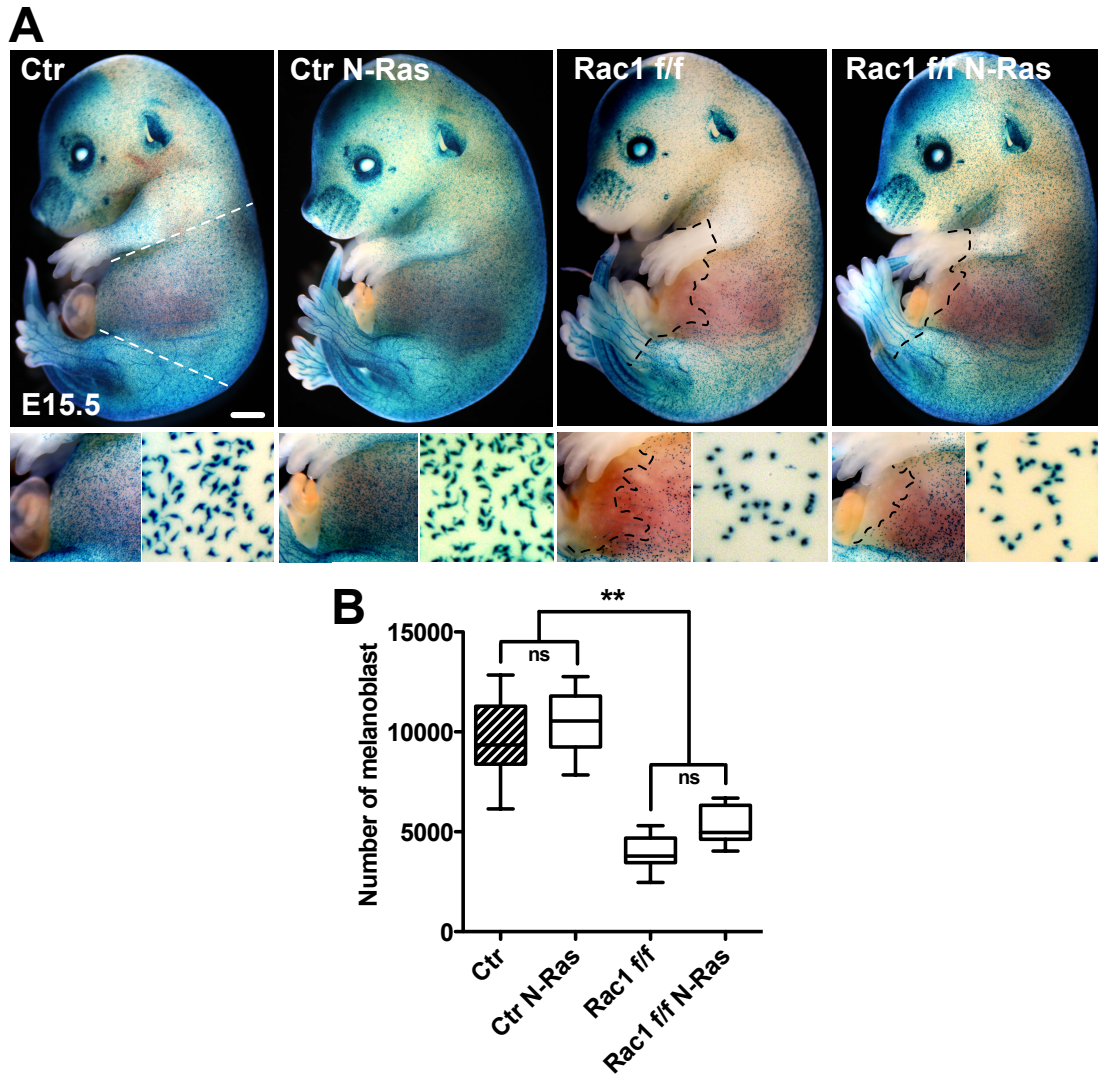 A
Ctr
Ctr N-Ras
Rac1 f/f
Rac1 f/f N-Ras
E15.5
B
**
ns
ns
Number of melanoblast
15000
10000
5000
0
Ctr
Ctr N-Ras
Rac1 f/f
Rac1 f/f N-Ras